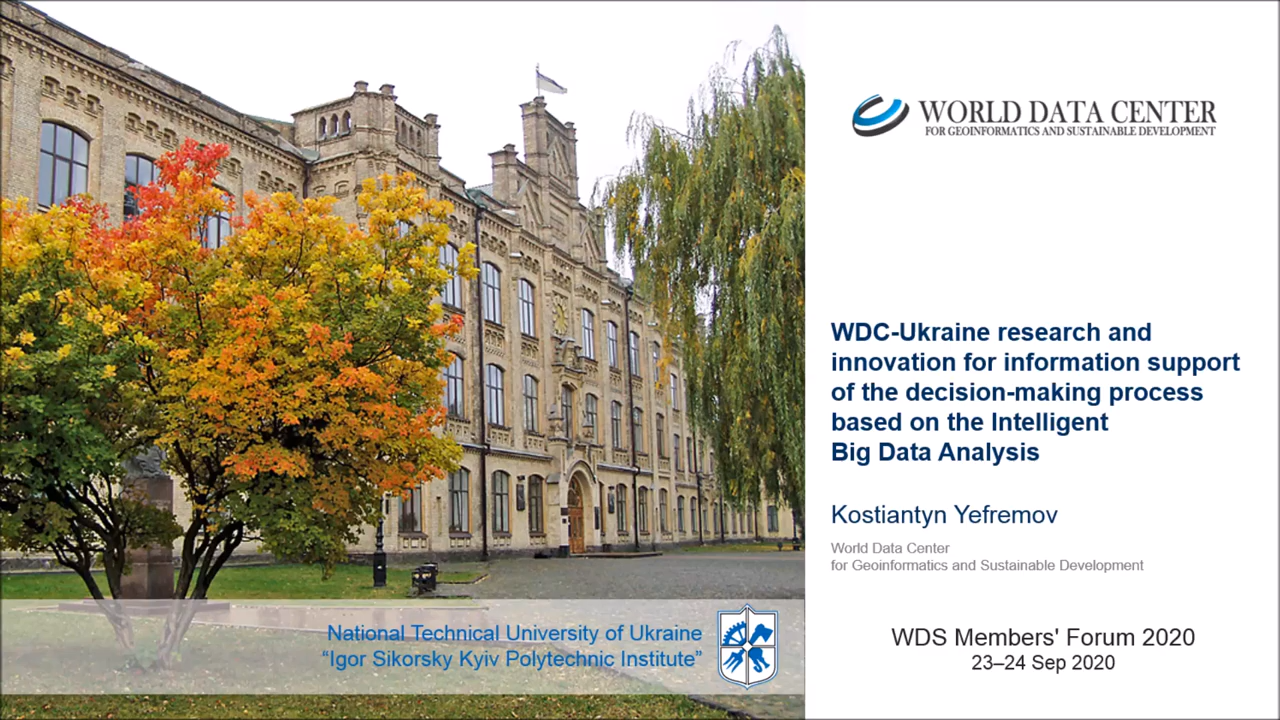 WORLD DATA CENTER
FOR GEOINFORMATICS AND SUSTAINABLE DEVELOPMENT
WDC-Ukraine research and
innovation for information support
of the decision-making process
based on the Intelligent
Big Data Analysis
Kostiantyn Yefremov
World Data Center
for Geoinformatics and Sustainable Development
National Technical University of Ukraine
“Igor Sikorsky Kyiv Polytechnic Institute”
WDS Members' Forum 2020
23–24 Sep 2020